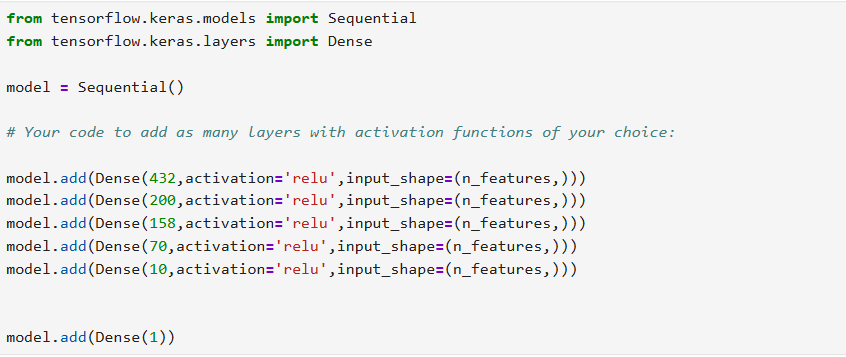 from tensorflow.keras.models import Sequential
from tensorflow.keras.layers import Dense
model = Sequential()
# Your code to add as many layers with activation functions of your choice:
model.add(Dense(432,activation='relu',input_shape=(n_features,)))
model.add(Dense(200,activation='relu',input_shape=(n_features,)))
model.add(Dense(158,activation='relu',input_shape=(n_features,)))
model.add(Dense(70,activation='relu',input_shape=(n_features,)))
model.add(Dense(10,activation='relu',input_shape=(n_features,)))
model.add(Dense(1))